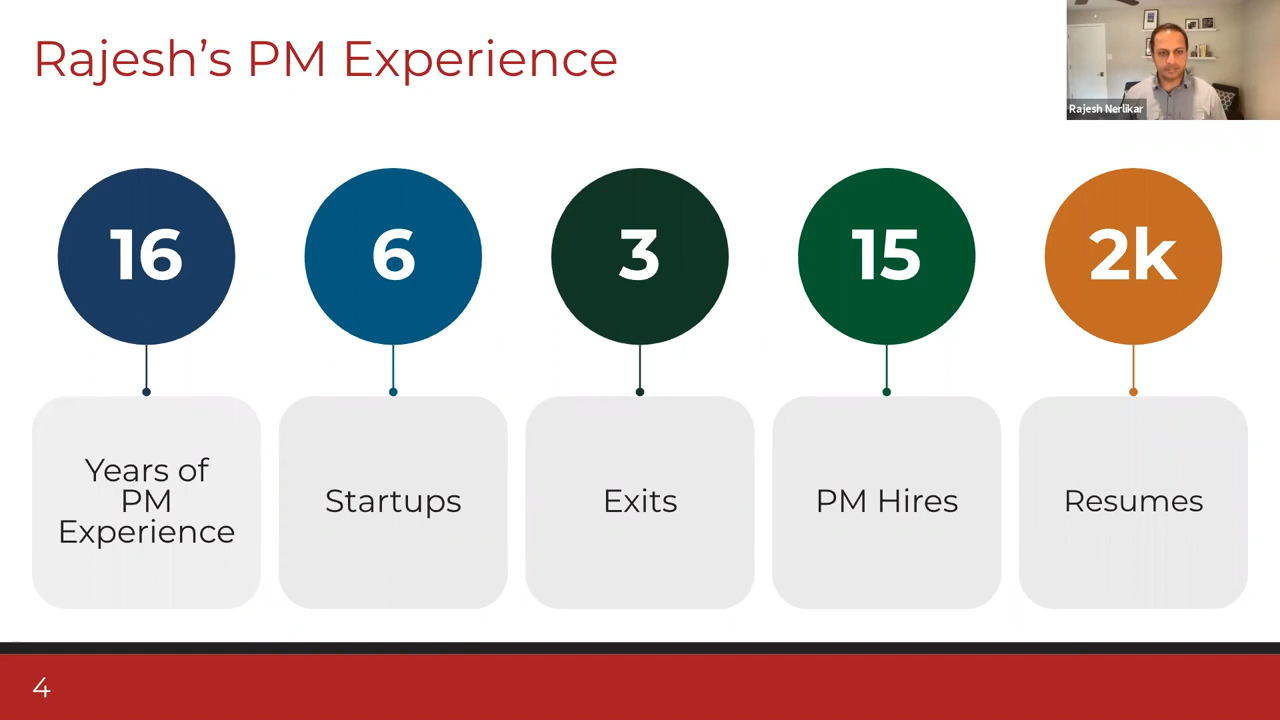 Rajesh’s PM Experience
Rajesh Nerlikar
16
6
3
15
2k
Years of
PM
Experience
Startups
Exits
PM Hires
Resumes
4